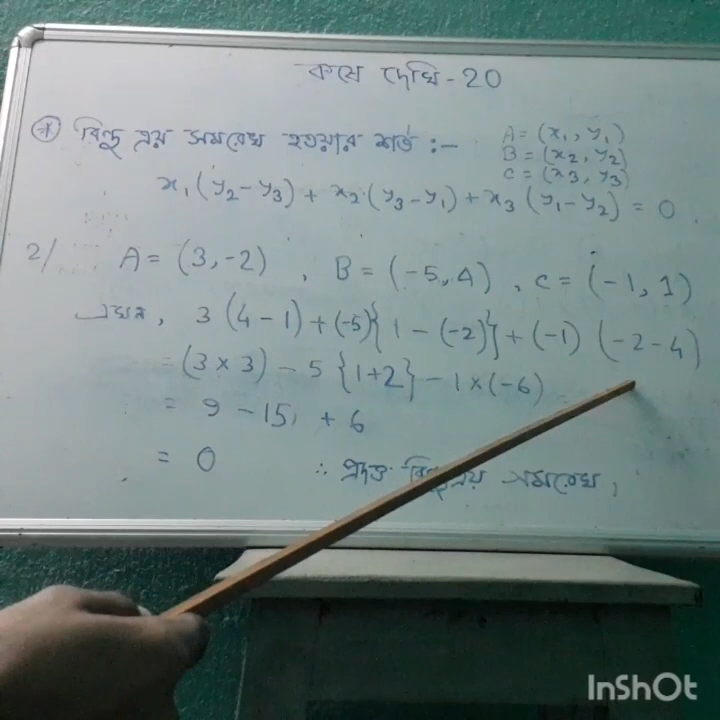 কষে দেখি - 20
* বিন্দু ত্রয় সমরেখ হওয়ার শর্ত :-
A = (x₁, y₁)
B = (x₂, y₂)
C = (x₃, y₃)
x₁(y₂ - y₃) + x₂(y₃ - y₁) + x₃(y₁ - y₂) = 0
2/ A = (3, -2), B = (-5, 4), C = (-1, 1)
এখন, 3(4 - 1) + (-5){1 - (-2)} + (-1)(-2 - 4)
= (3 × 3) - 5{1+2} - 1 × (-6)
= 9 - 15 + 6
= 0 ∴ প্রদত্ত বিন্দুত্রয় সমরেখ,
InShOt